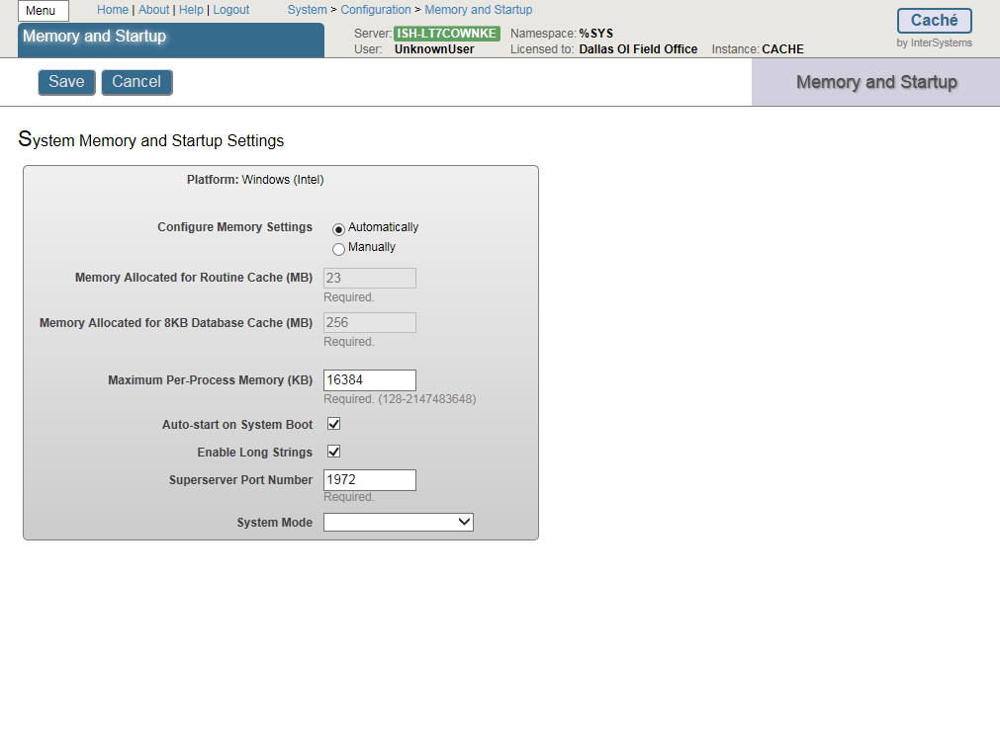 Menu
Home | About | Help | Logout
System > Configuration > Memory and Startup
Memory and Startup
Server: ISH-LT7COWNKE
Namespace: %SYS
User: UnknownUser
Licensed to: Dallas OI Field Office
Instance: CACHE
Caché
by InterSystems
Save
Cancel
Memory and Startup
System Memory and Startup Settings
Platform: Windows (Intel)
Configure Memory Settings
Automatically
Manually
Memory Allocated for Routine Cache (MB)
23
Required.
Memory Allocated for 8KB Database Cache (MB)
256
Required.
Maximum Per-Process Memory (KB)
16384
Required. (128-2147483648)
Auto-start on System Boot
Enable Long Strings
Superserver Port Number
1972
Required.
System Mode